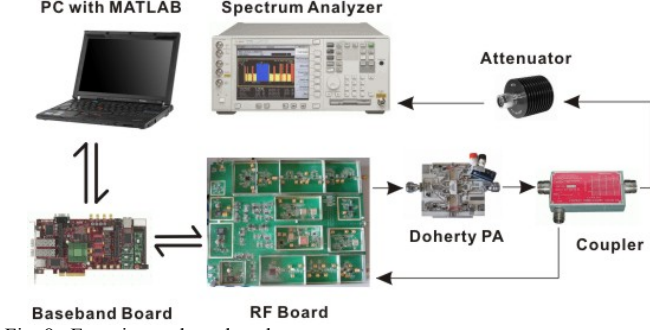 PC with MATLAB
Spectrum Analyzer
Attenuator
Doherty PA
Coupler
Baseband Board
RF Board